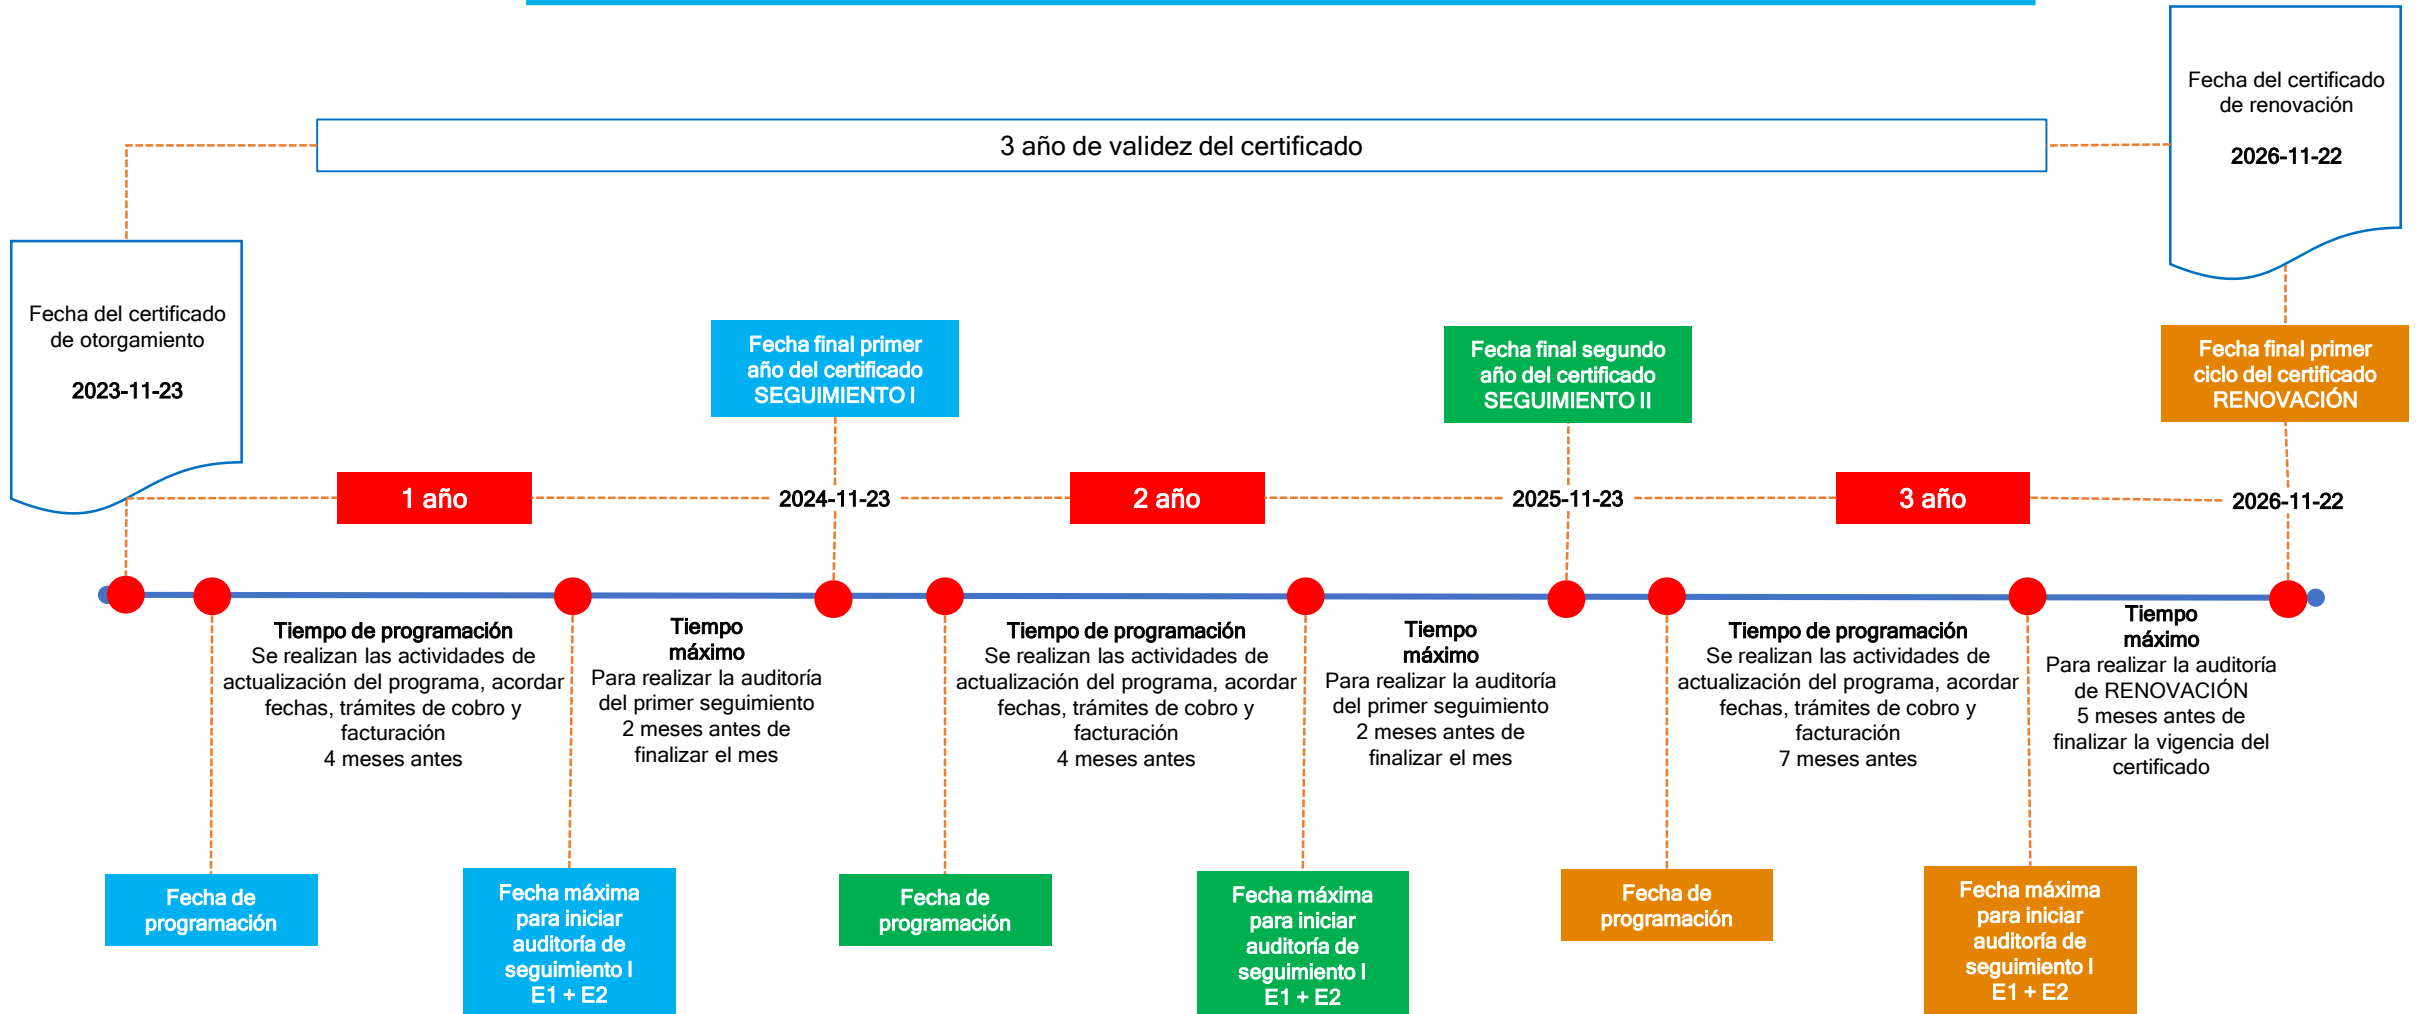 Fecha del certificado
de renovación
2026-11-22
3 año de validez del certificado
Fecha del certificado
de otorgamiento
2023-11-23
Fecha final primer
año del certificado
SEGUIMIENTO I
Fecha final segundo
año del certificado
SEGUIMIENTO II
Fecha final primer
ciclo del certificado
RENOVACIÓN
1 año
2024-11-23
2 año
2025-11-23
3 año
2026-11-22
Tiempo de programación
Se realizan las actividades de
actualización del programa, acordar
fechas, trámites de cobro y
facturación
4 meses antes
Tiempo
máximo
Para realizar la auditoría
del primer seguimiento
2 meses antes de
finalizar el mes
Tiempo de programación
Se realizan las actividades de
actualización del programa, acordar
fechas, trámites de cobro y
facturación
4 meses antes
Tiempo
máximo
Para realizar la auditoría
del primer seguimiento
2 meses antes de
finalizar el mes
Tiempo de programación
Se realizan las actividades de
actualización del programa, acordar
fechas, trámites de cobro y
facturación
7 meses antes
Tiempo
máximo
Para realizar la auditoría
de RENOVACIÓN
5 meses antes de
finalizar la vigencia del
certificado
Fecha de
programación
Fecha máxima
para iniciar
auditoría de
seguimiento I
E1 + E2
Fecha de
programación
Fecha máxima
para iniciar
auditoría de
seguimiento I
E1 + E2
Fecha de
programación
Fecha máxima
para iniciar
auditoría de
seguimiento I
E1 + E2